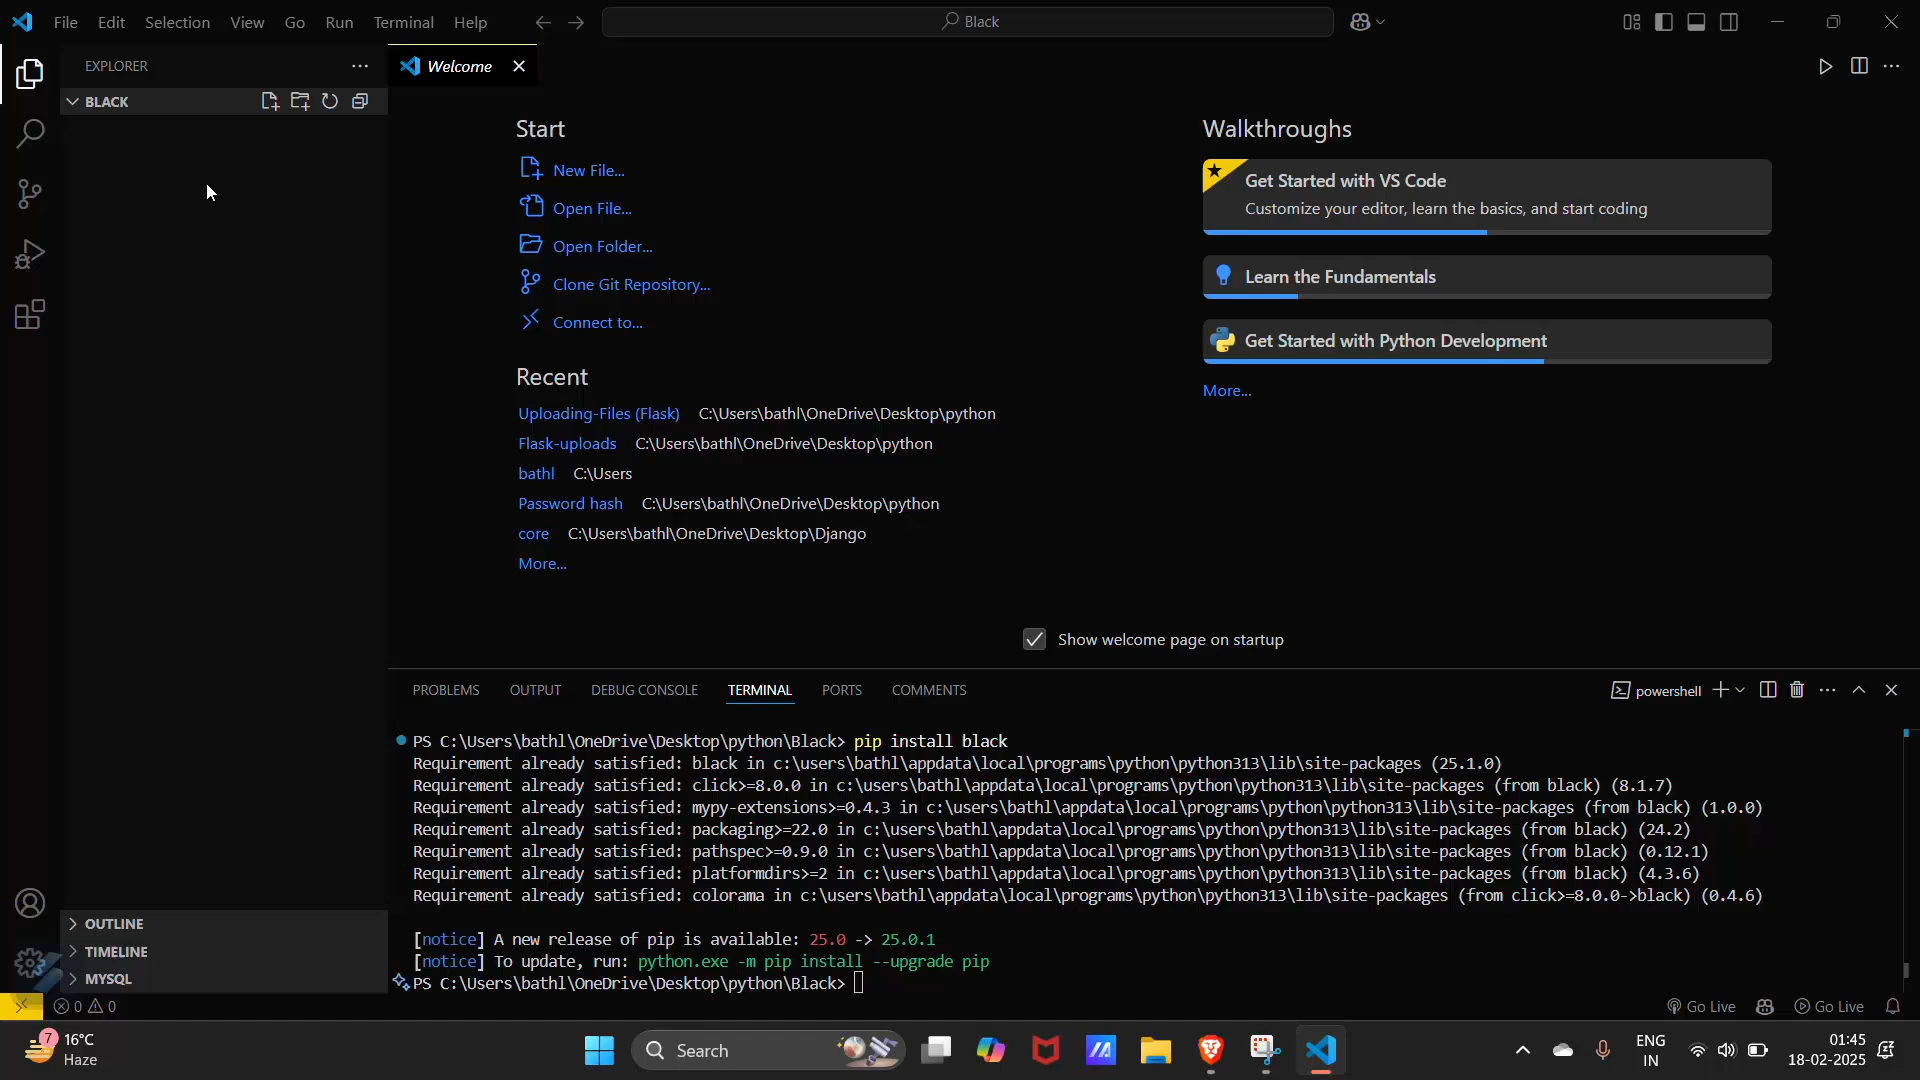 File Edit Selection View Go Run Terminal Help
Black
EXPLORER
Welcome
BLACK
Start
New File...
Open File...
Open Folder...
Clone Git Repository...
Connect to...
Recent
Uploading-Files (Flask) C:\Users\bathl\OneDrive\Desktop\python
Flask-uploads C:\Users\bathl\OneDrive\Desktop\python
bathl C:\Users
Password hash C:\Users\bathl\OneDrive\Desktop\python
core C:\Users\bathl\OneDrive\Desktop\Django
More...
Walkthroughs
Get Started with VS Code
Customize your editor, learn the basics, and start coding
Learn the Fundamentals
Get Started with Python Development
More...
Show welcome page on startup
PROBLEMS OUTPUT DEBUG CONSOLE TERMINAL PORTS COMMENTS
powershell
PS C:\Users\bathl\OneDrive\Desktop\python\Black> pip install black
Requirement already satisfied: black in c:\users\bathl\appdata\local\programs\python\python313\lib\site-packages (25.1.0)
Requirement already satisfied: click>=8.0.0 in c:\users\bathl\appdata\local\programs\python\python313\lib\site-packages (from black) (8.1.7)
Requirement already satisfied: mypy-extensions>=0.4.3 in c:\users\bathl\appdata\local\programs\python\python313\lib\site-packages (from black) (1.0.0)
Requirement already satisfied: packaging>=22.0 in c:\users\bathl\appdata\local\programs\python\python313\lib\site-packages (from black) (24.2)
Requirement already satisfied: pathspec>=0.9.0 in c:\users\bathl\appdata\local\programs\python\python313\lib\site-packages (from black) (0.12.1)
Requirement already satisfied: platformdirs>=2 in c:\users\bathl\appdata\local\programs\python\python313\lib\site-packages (from black) (4.3.6)
Requirement already satisfied: colorama in c:\users\bathl\appdata\local\programs\python\python313\lib\site-packages (from click>=8.0.0->black) (0.4.6)
[notice] A new release of pip is available: 25.0 -> 25.0.1
[notice] To update, run: python.exe -m pip install --upgrade pip
PS C:\Users\bathl\OneDrive\Desktop\python\Black>
OUTLINE
TIMELINE
MYSQL
0 0
Go Live
Go Live
7
16°C
Haze
Search
ENG
IN
01:45
18-02-2025